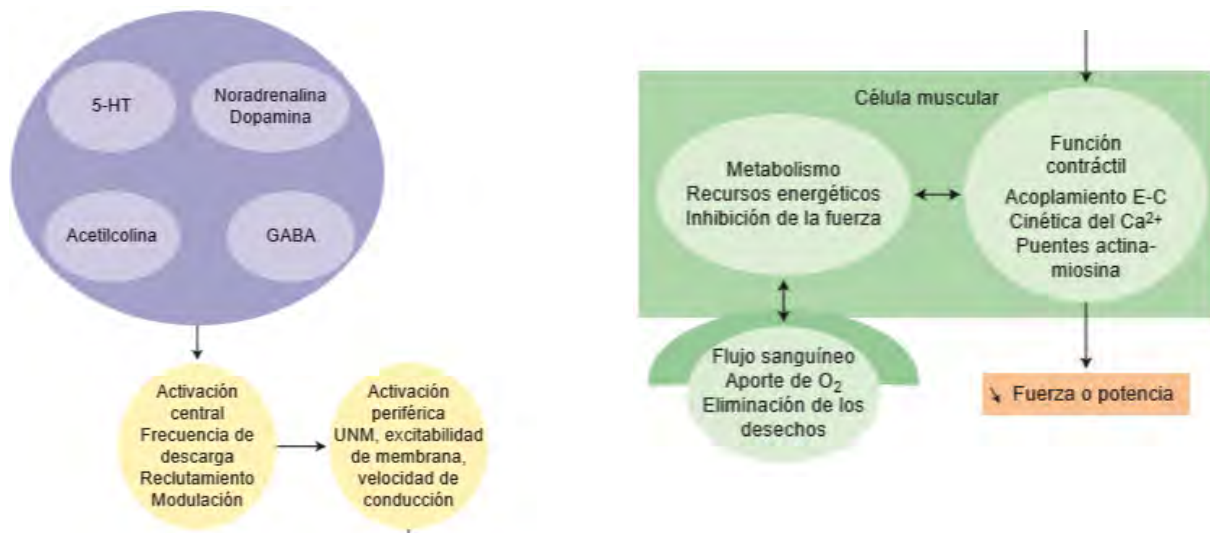 5-HT
Noradrenalina
Dopamina
Acetilcolina
GABA
Activación
central
Frecuencia de
descarga
Reclutamiento
Modulación
Activación
periférica
UNM, excitabilidad
de membrana,
velocidad de
conducción
Célula muscular
Metabolismo
Recursos energéticos
Inhibición de la fuerza
Función
contráctil
Acoplamiento E-C
Cinética del Ca²⁺
Puentes actina-
miosina
Flujo sanguíneo
Aporte de O₂
Eliminación de los
desechos
↘ Fuerza o potencia